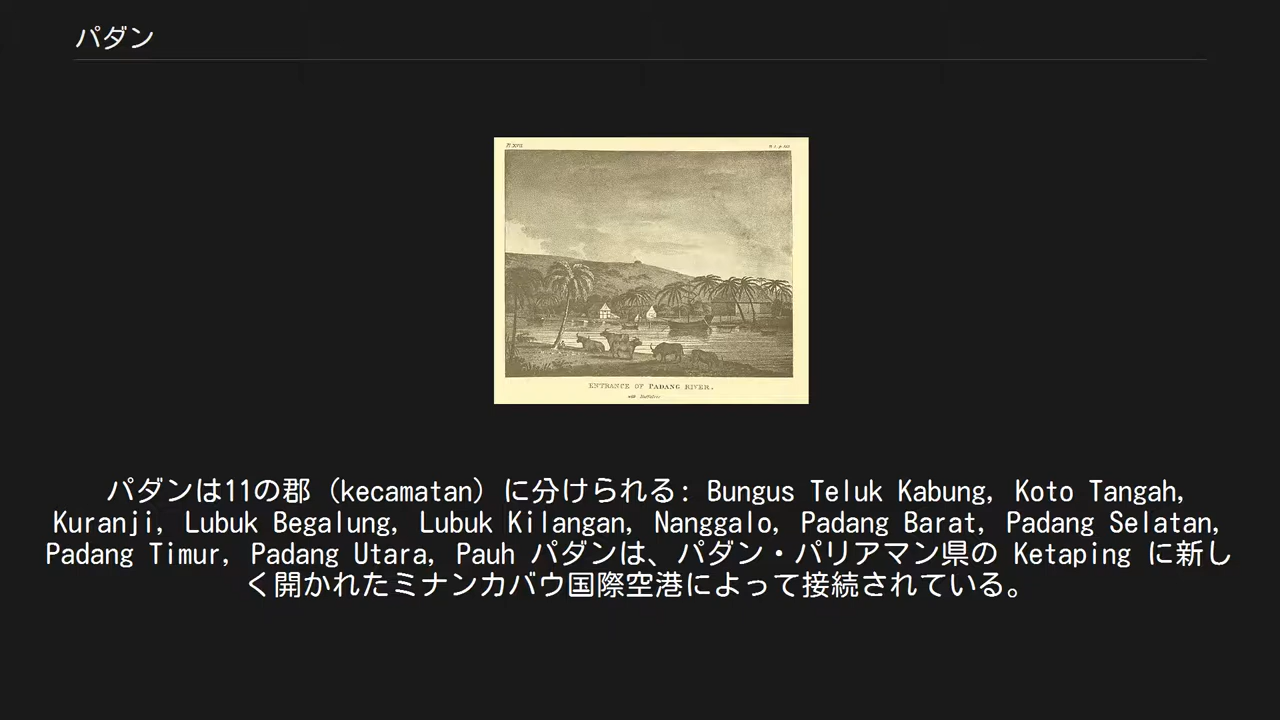 パダン
ENTRANCE OF PADANG RIVER.
パダンは11の郡（kecamatan）に分けられる: Bungus Teluk Kabung, Koto Tangah,
Kuranji, Lubuk Begalung, Lubuk Kilangan, Nanggalo, Padang Barat, Padang Selatan,
Padang Timur, Padang Utara, Pauh パダンは、パダン・パリアマン県の Ketaping に新し
く開かれたミナンカバウ国際空港によって接続されている。